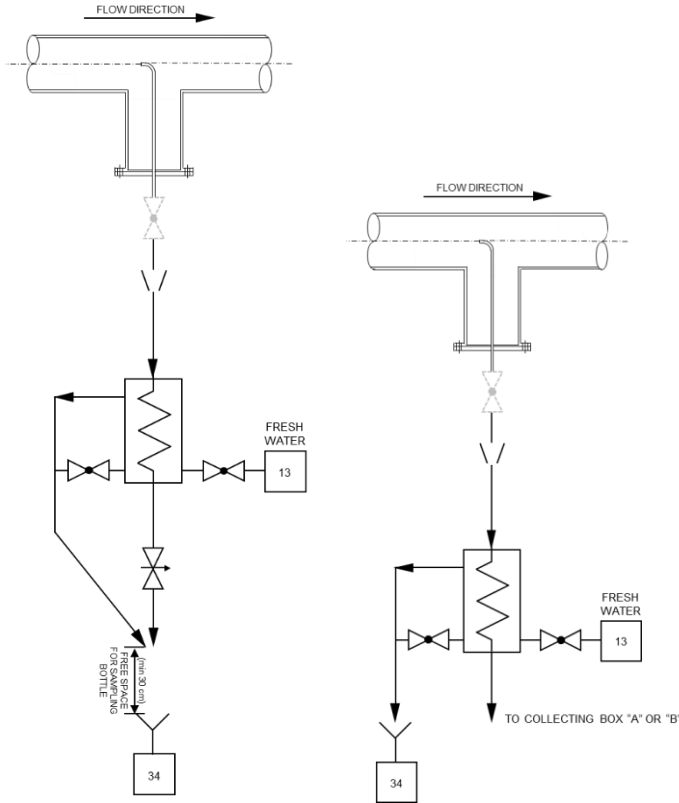 FLOW DIRECTION
FRESH
WATER
13
(min 30 cm)
FREE SPACE
FOR SAMPLING
BOTTLE
34
FLOW DIRECTION
FRESH
WATER
13
TO COLLECTING BOX "A" OR "B"
34